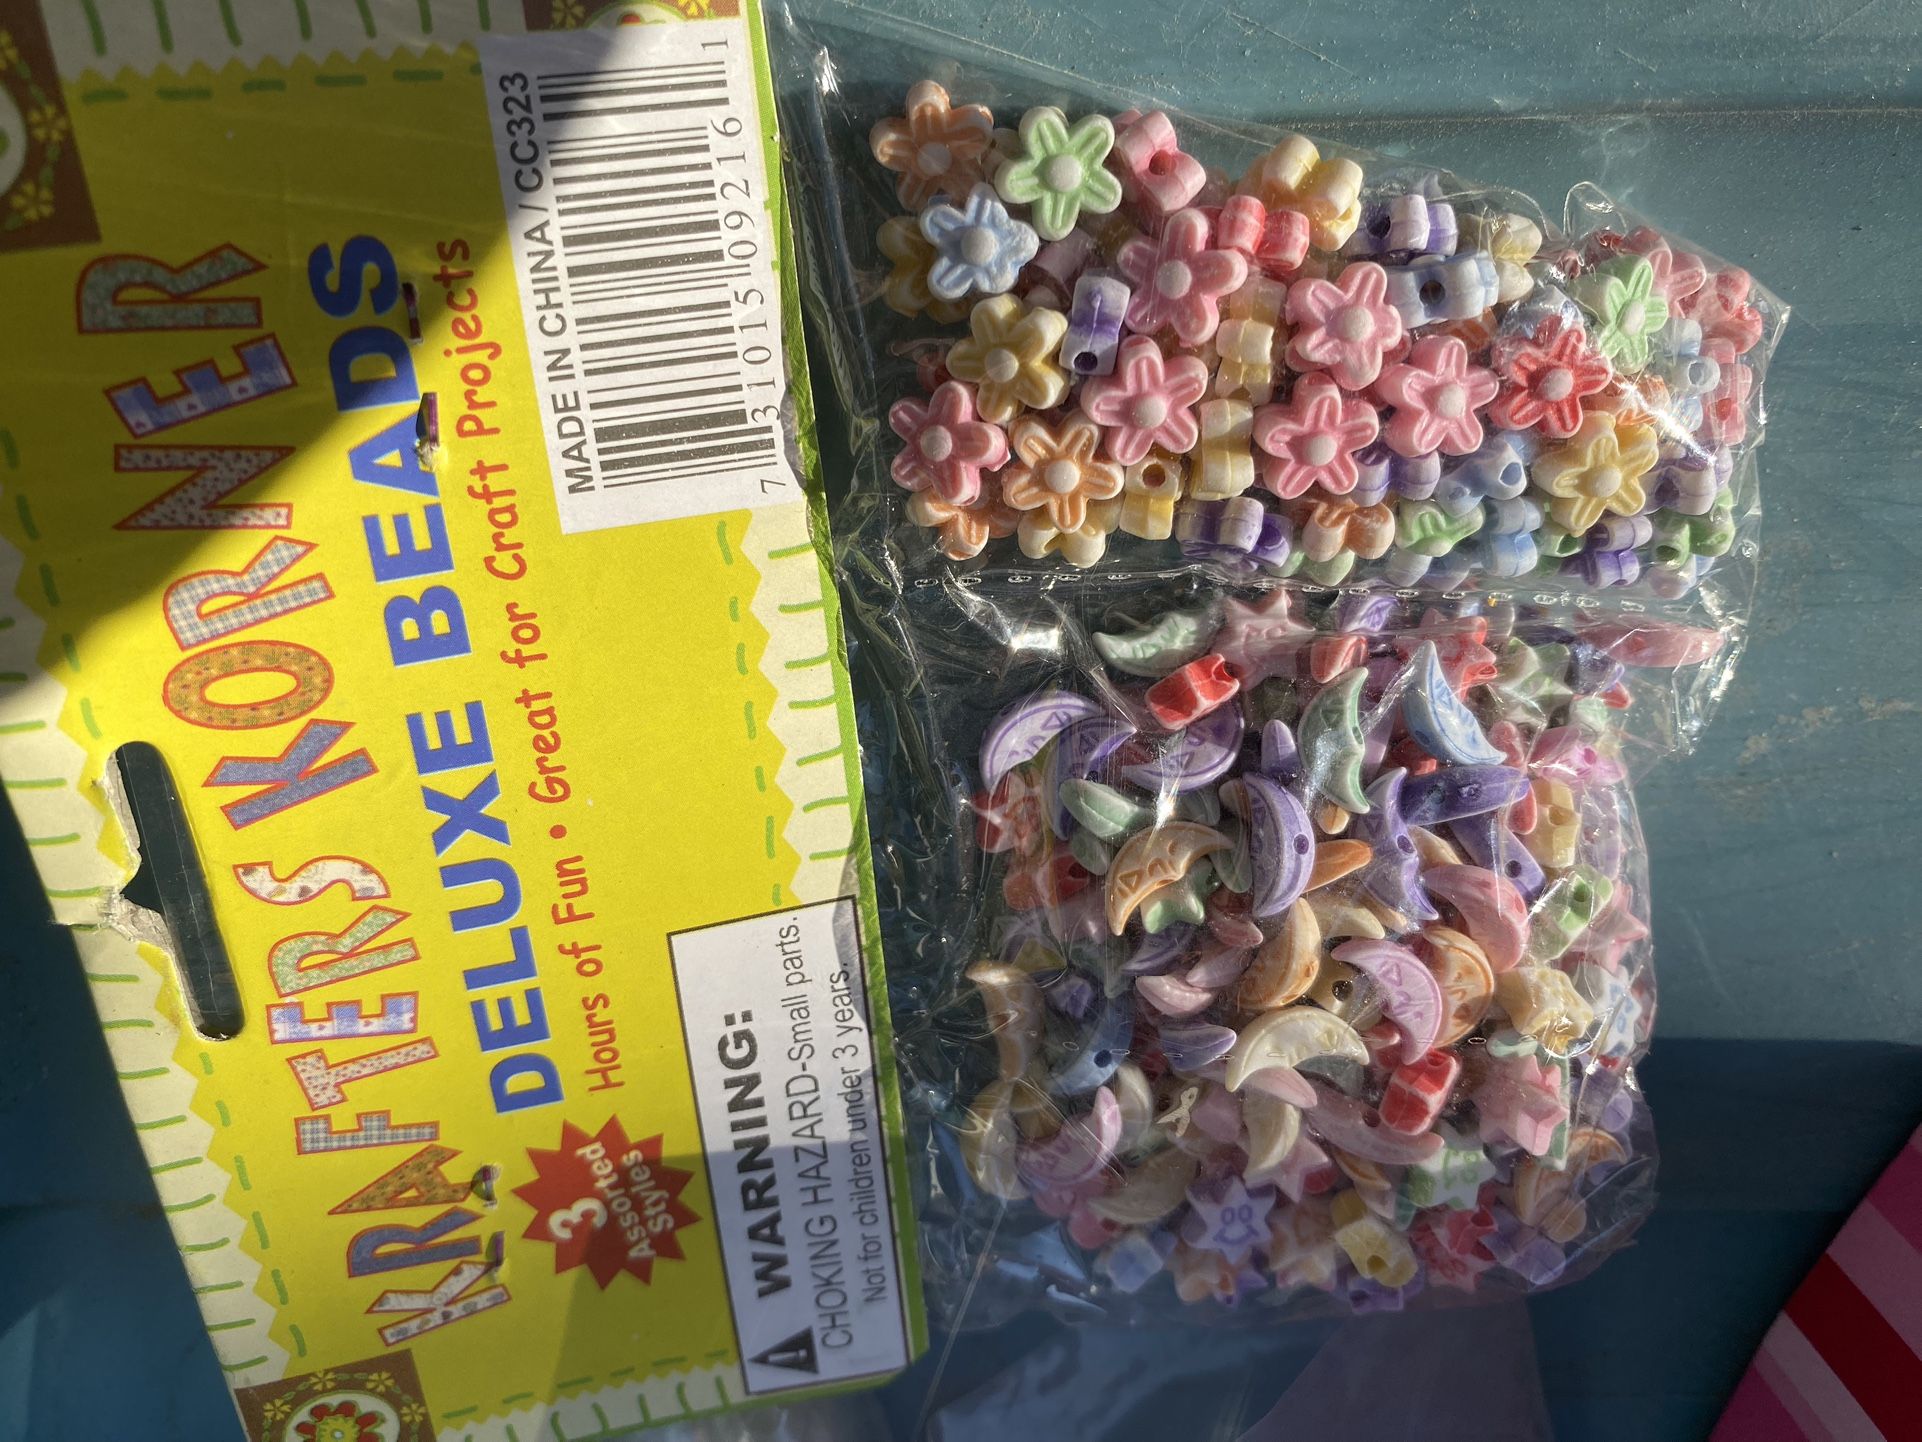 KRAFTERS KORNER
DELUXE BEADS
Hours of Fun • Great for Craft Projects
3
Assorted
Styles
MADE IN CHINA / CC323
7 31015 09216 1
WARNING:
CHOKING HAZARD-Small parts.
Not for children under 3 years.